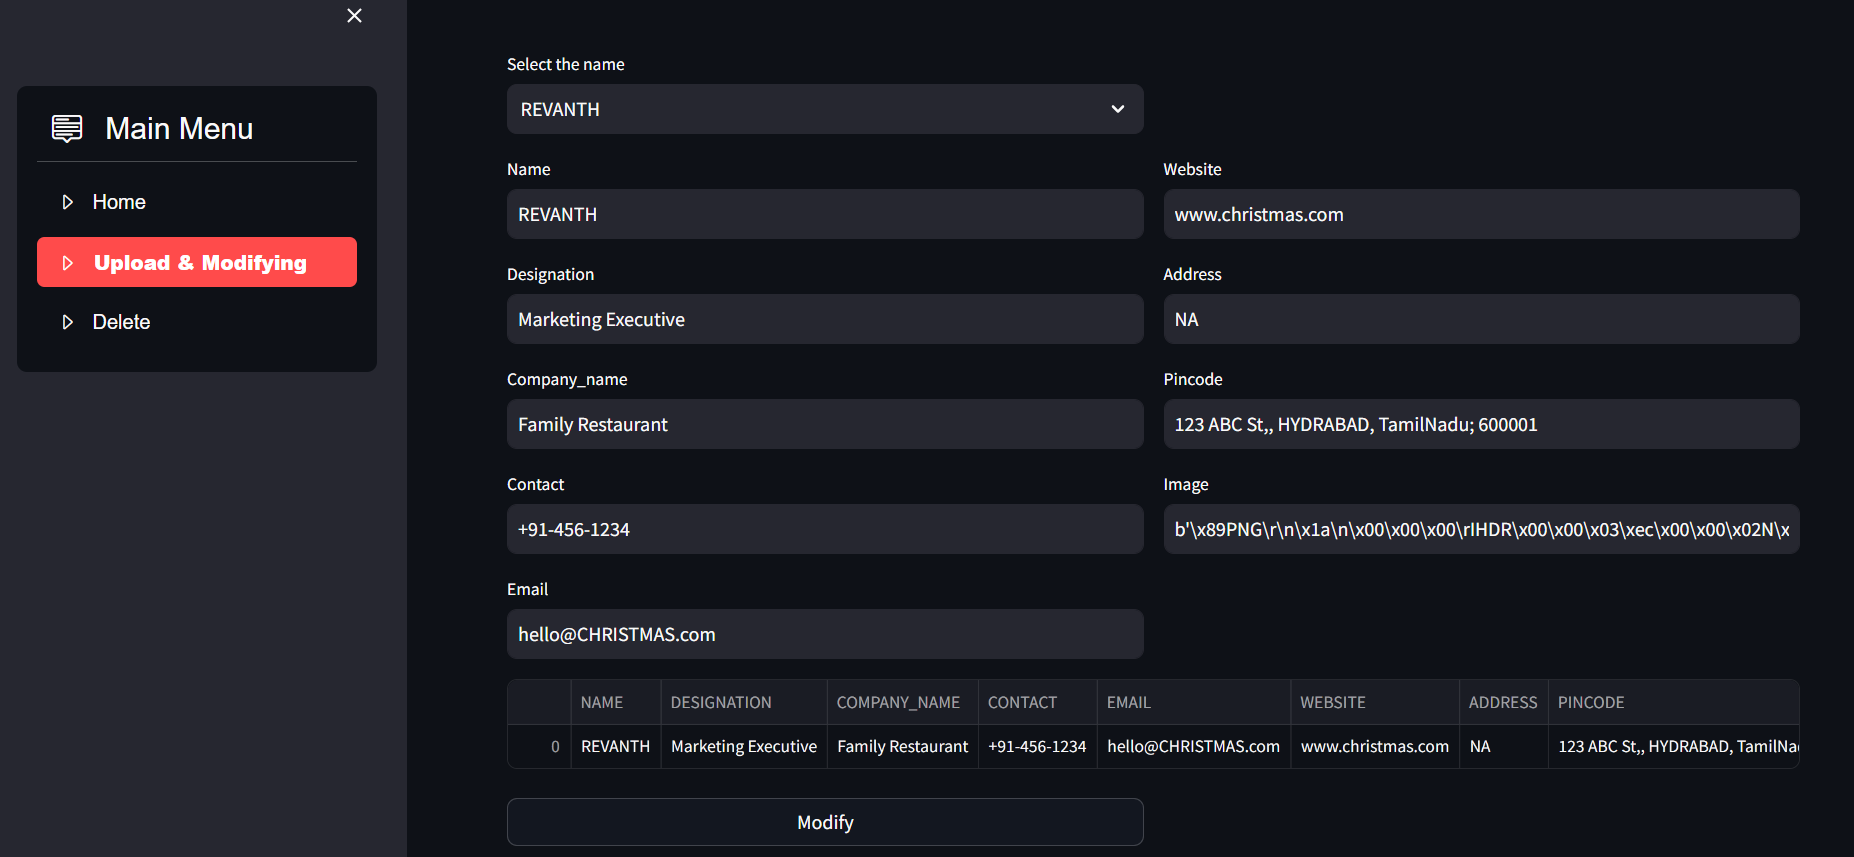 Main Menu
Home
Upload & Modifying
Delete
Select the name
REVANTH
Name
REVANTH
Website
www.christmas.com
Designation
Marketing Executive
Address
NA
Company_name
Family Restaurant
Pincode
123 ABC St,, HYDRABAD, TamilNadu; 600001
Contact
+91-456-1234
Image
b'\x89PNG\r\n\x1a\n\x00\x00\x00\rIHDR\x00\x00\x03\xec\x00\x00\x02N\x
Email
hello@CHRISTMAS.com
NAME DESIGNATION COMPANY_NAME CONTACT EMAIL WEBSITE ADDRESS PINCODE
0 REVANTH Marketing Executive Family Restaurant +91-456-1234 hello@CHRISTMAS.com www.christmas.com NA 123 ABC St,, HYDRABAD, TamilNa
Modify